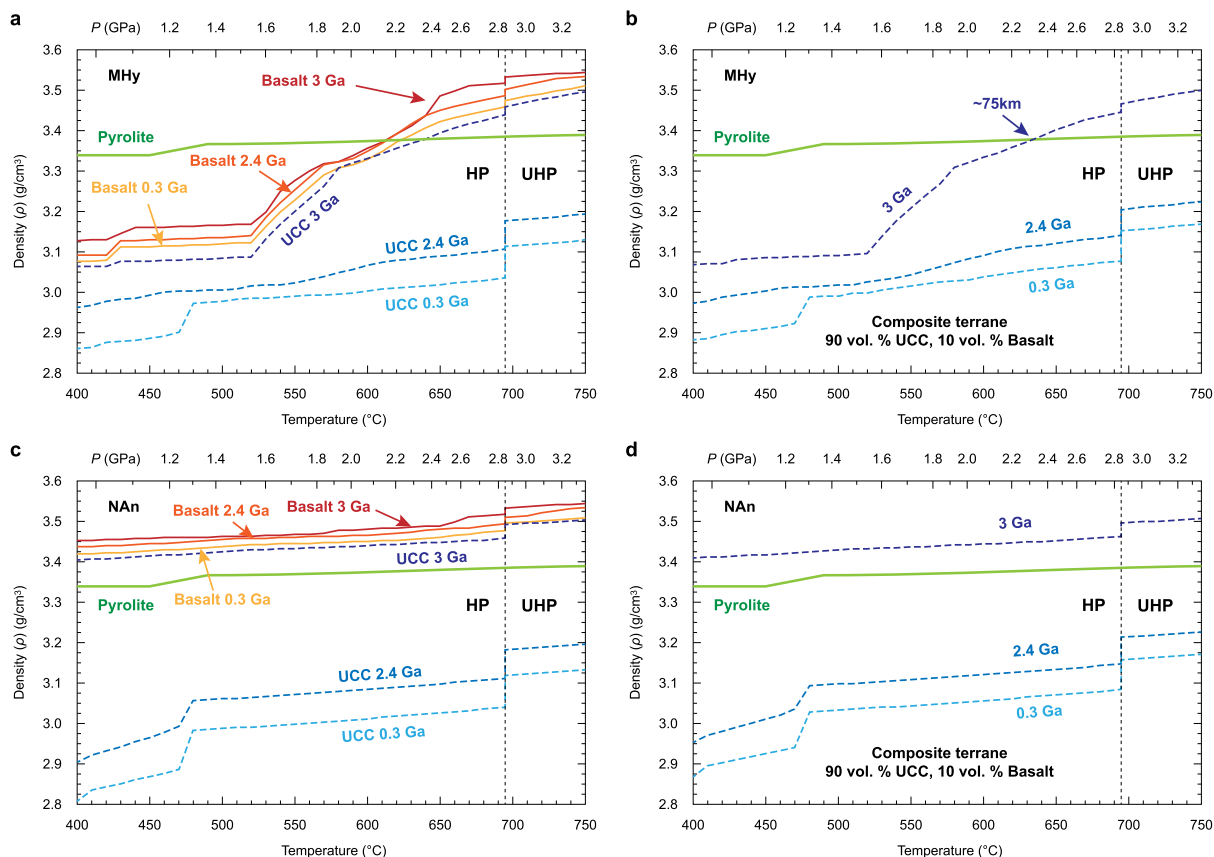 a
P (GPa) 1.2 1.4 1.6 1.8 2.0 2.2 2.4 2.6 2.8 3.0 3.2
3.6
3.5
3.4
3.3
3.2
3.1
3.0
2.9
2.8
Density (ρ) (g/cm³)
MHy
Basalt 3 Ga
Pyrolite
Basalt 2.4 Ga
Basalt 0.3 Ga
UCC 3 Ga
HP
UHP
UCC 2.4 Ga
UCC 0.3 Ga
400 450 500 550 600 650 700 750
Temperature (°C)
b
P (GPa) 1.2 1.4 1.6 1.8 2.0 2.2 2.4 2.6 2.8 3.0 3.2
3.6
3.5
3.4
3.3
3.2
3.1
3.0
2.9
2.8
Density (ρ) (g/cm³)
MHy
~75km
Pyrolite
HP
UHP
3 Ga
2.4 Ga
0.3 Ga
Composite terrane
90 vol. % UCC, 10 vol. % Basalt
400 450 500 550 600 650 700 750
Temperature (°C)
c
P (GPa) 1.2 1.4 1.6 1.8 2.0 2.2 2.4 2.6 2.8 3.0 3.2
3.6
3.5
3.4
3.3
3.2
3.1
3.0
2.9
2.8
Density (ρ) (g/cm³)
NAn
Basalt 2.4 Ga
Basalt 3 Ga
UCC 3 Ga
Pyrolite
Basalt 0.3 Ga
HP
UHP
UCC 2.4 Ga
UCC 0.3 Ga
400 450 500 550 600 650 700 750
Temperature (°C)
d
P (GPa) 1.2 1.4 1.6 1.8 2.0 2.2 2.4 2.6 2.8 3.0 3.2
3.6
3.5
3.4
3.3
3.2
3.1
3.0
2.9
2.8
Density (ρ) (g/cm³)
NAn
3 Ga
Pyrolite
HP
UHP
2.4 Ga
0.3 Ga
Composite terrane
90 vol. % UCC, 10 vol. % Basalt
400 450 500 550 600 650 700 750
Temperature (°C)